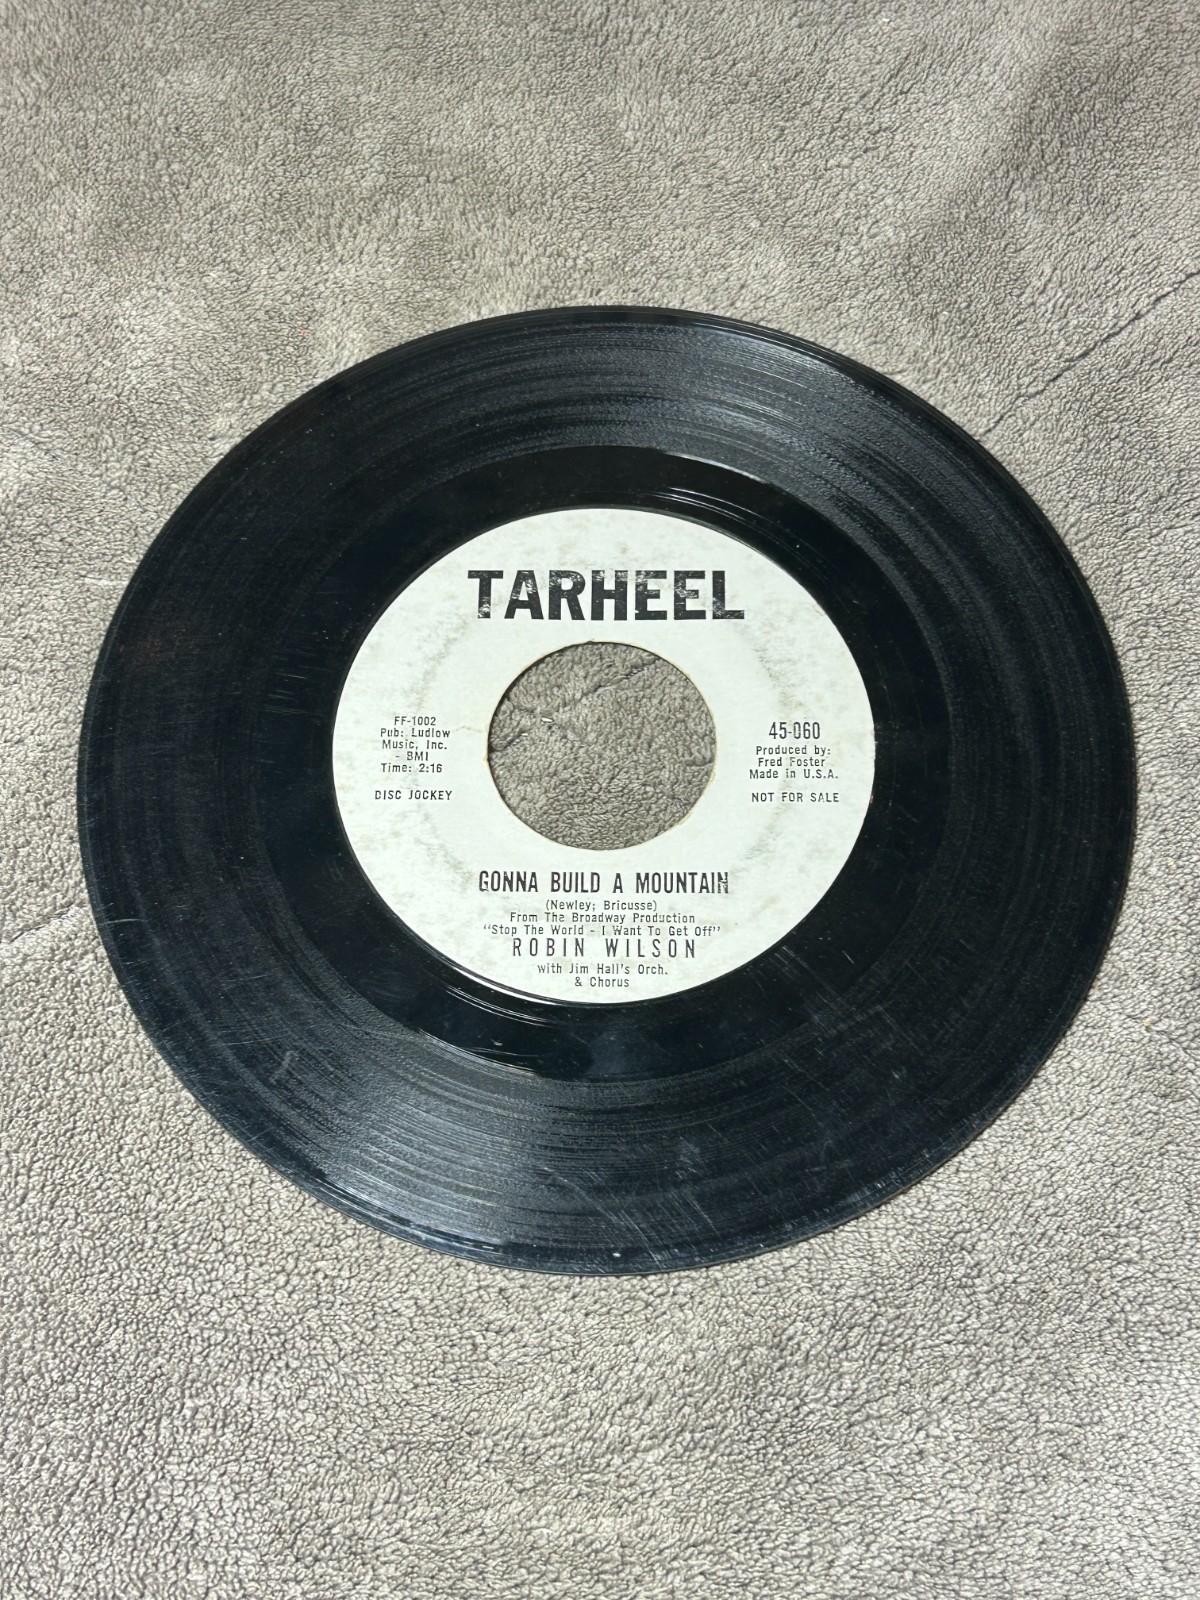 TARHEEL
FF-1002
Pub: Ludlow
Music, Inc.
- BMI
Time: 2:16
DISC JOCKEY
45-060
Produced by:
Fred Foster
Made in U.S.A.
NOT FOR SALE
GONNA BUILD A MOUNTAIN
(Newley; Bricusse)
From The Broadway Production
"Stop The World - I Want To Get Off"
ROBIN WILSON
with Jim Hall's Orch.
& Chorus